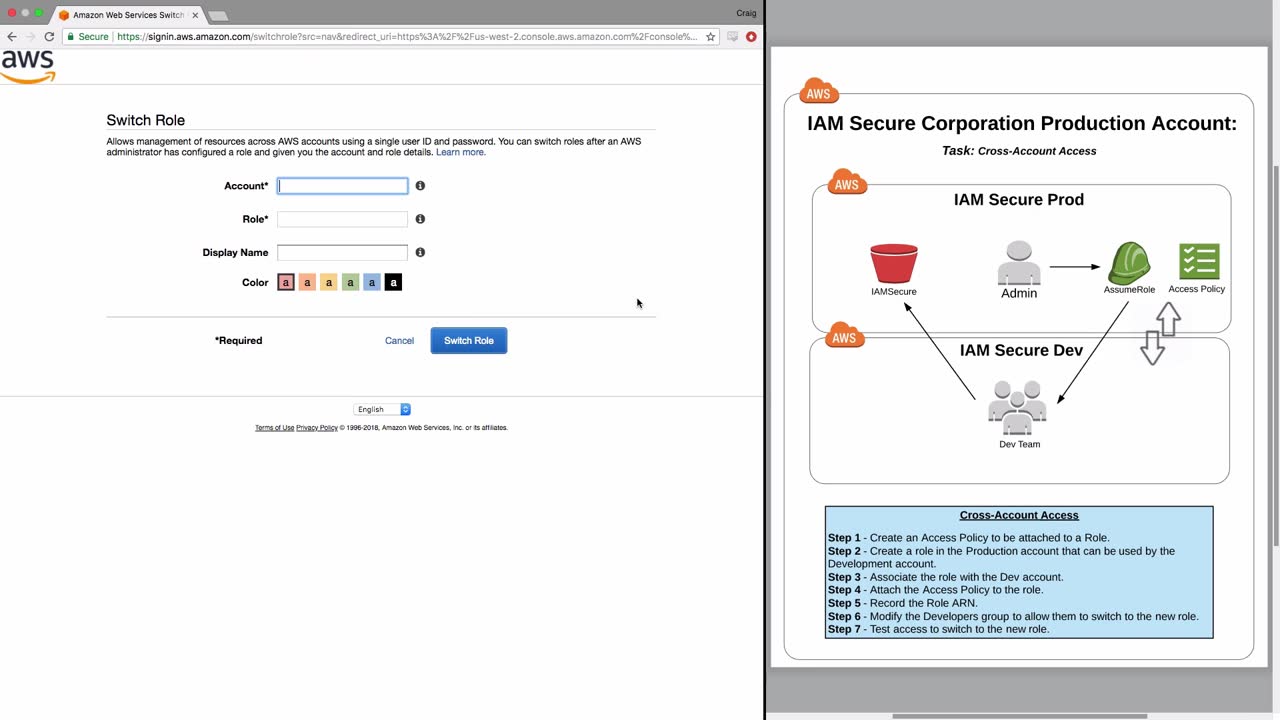 Amazon Web Services Switch
Craig
Secure
https://signin.aws.amazon.com/switchrole?src=nav&redirect_uri=https%3A%2F%2Fus-west-2.console.aws.amazon.com%2Fconsole%...
aws
Switch Role
Allows management of resources across AWS accounts using a single user ID and password. You can switch roles after an AWS
administrator has configured a role and given you the account and role details. Learn more.
Account*
Role*
Display Name
Color a a a a a a
*Required Cancel Switch Role
English
Terms of Use Privacy Policy © 1996-2018, Amazon Web Services, Inc. or its affiliates.
AWS
IAM Secure Corporation Production Account:
Task: Cross-Account Access
AWS
IAM Secure Prod
IAMSecure
Admin
AssumeRole
Access Policy
AWS
IAM Secure Dev
Dev Team
Cross-Account Access
Step 1 - Create an Access Policy to be attached to a Role.
Step 2 - Create a role in the Production account that can be used by the
Development account.
Step 3 - Associate the role with the Dev account.
Step 4 - Attach the Access Policy to the role.
Step 5 - Record the Role ARN.
Step 6 - Modify the Developers group to allow them to switch to the new role.
Step 7 - Test access to switch to the new role.